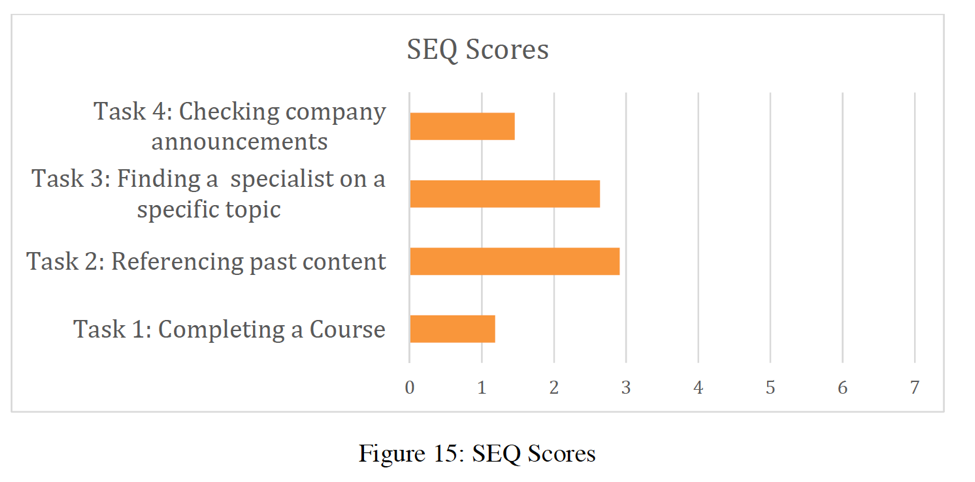 SEQ Scores
Task 4: Checking company
announcements
Task 3: Finding a specialist on a
specific topic
Task 2: Referencing past content
Task 1: Completing a Course
0 1 2 3 4 5 6 7
Figure 15: SEQ Scores